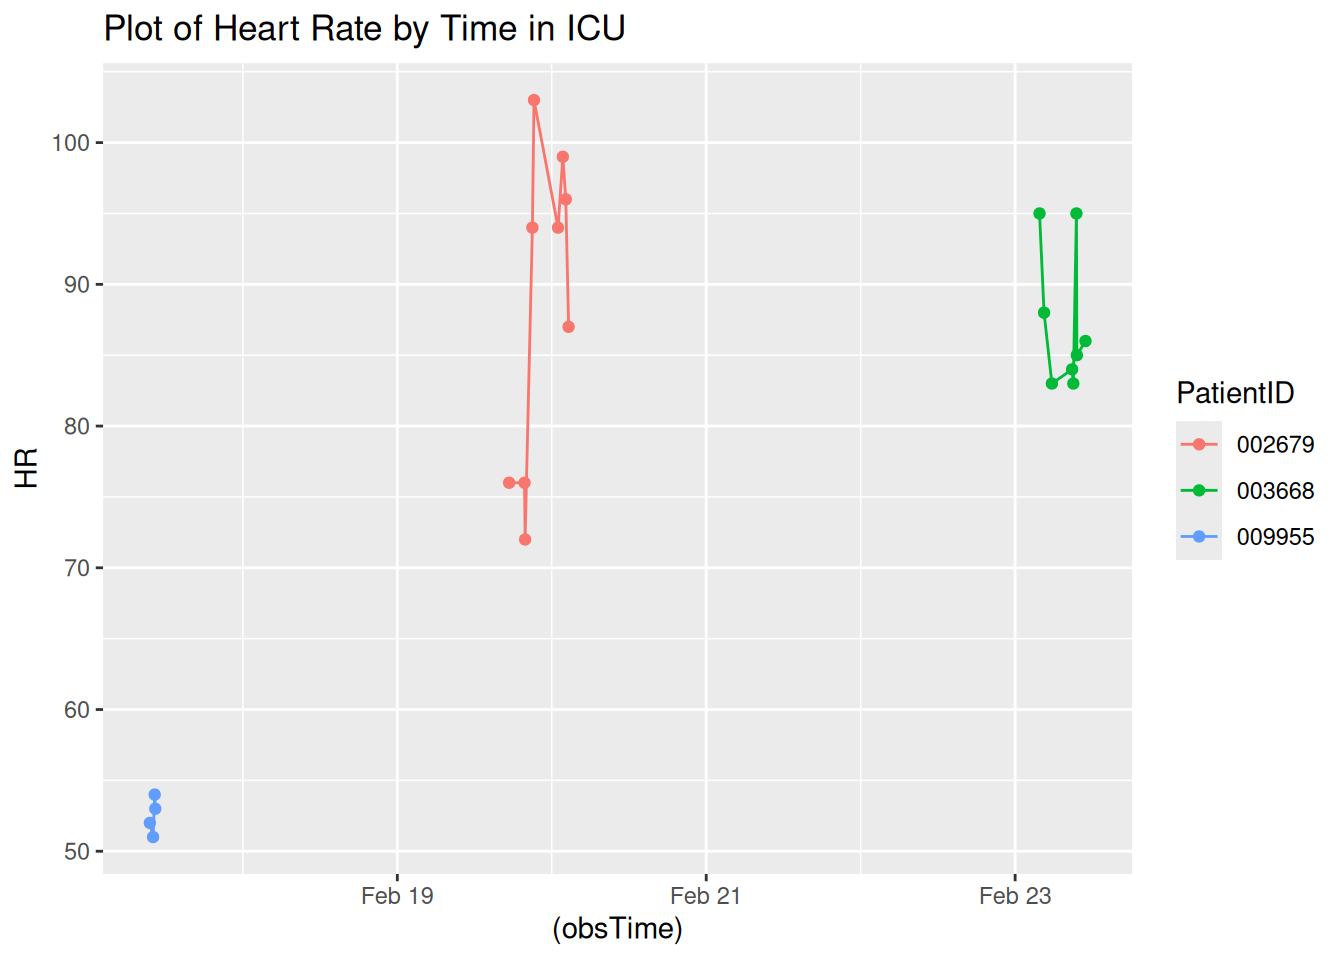 Plot of Heart Rate by Time in ICU
HR
100
90
80
70
60
50
Feb 19
Feb 21
Feb 23
(obsTime)
PatientID
002679
003668
009955